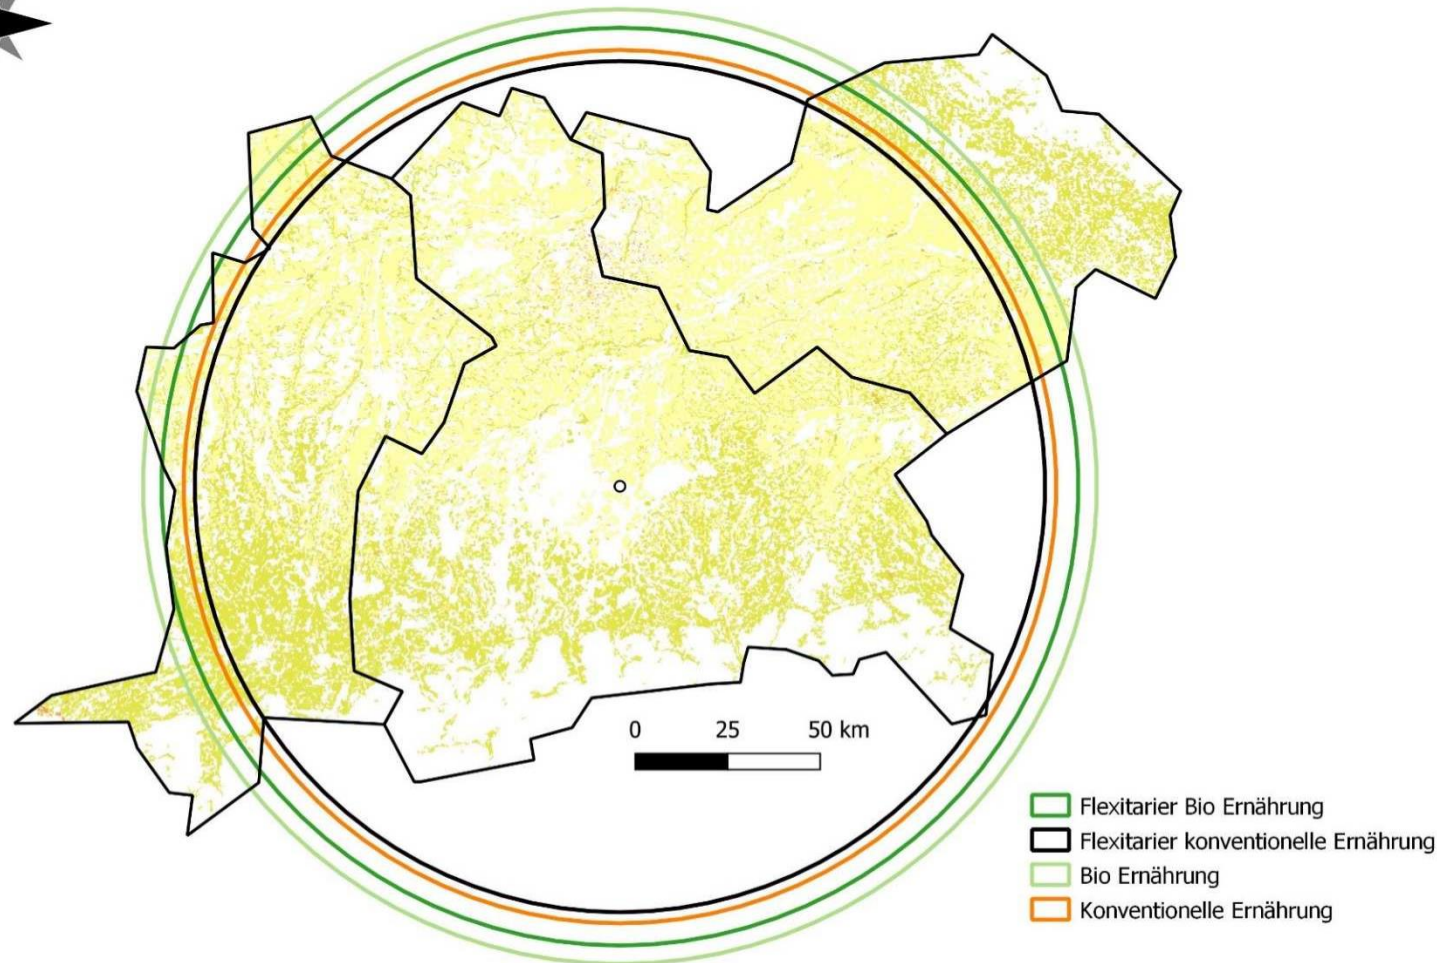 0 25 50 km
Flexitarier Bio Ernährung
Flexitarier konventionelle Ernährung
Bio Ernährung
Konventionelle Ernährung